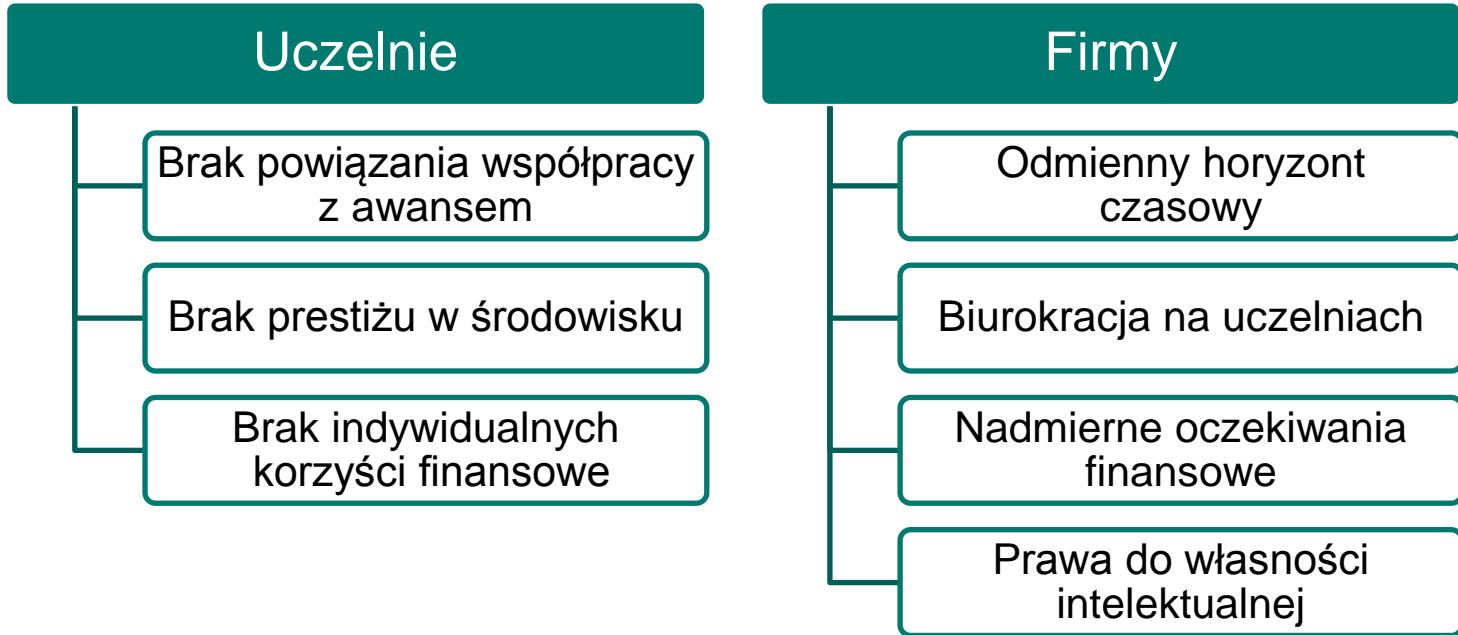 Uczelnie
Brak powiązania współpracy
z awansem
Brak prestiżu w środowisku
Brak indywidualnych
korzyści finansowe
Firmy
Odmienny horyzont
czasowy
Biurokracja na uczelniach
Nadmierne oczekiwania
finansowe
Prawa do własności
intelektualnej